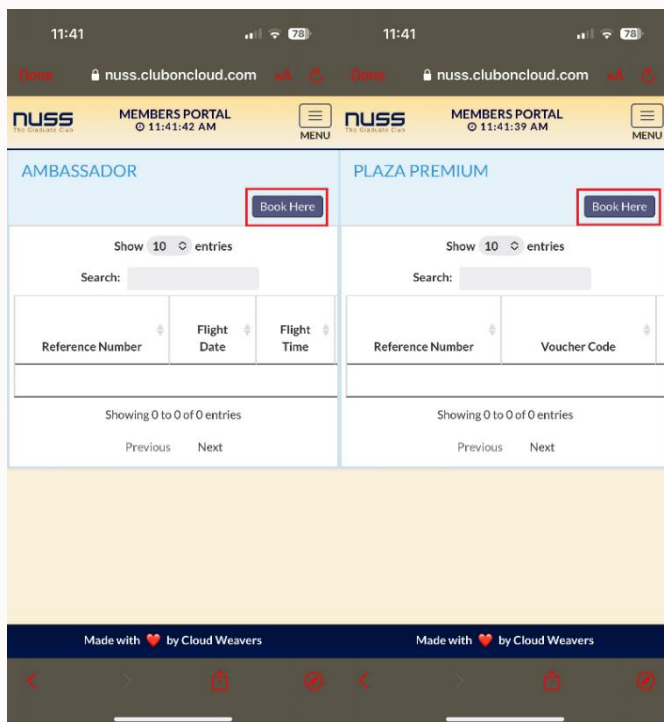 11:41
78
Done
nuss.cluboncloud.com
AA
nuss
The Graduate Club
MEMBERS PORTAL
11:41:42 AM
MENU
AMBASSADOR
Book Here
Show 10 entries
Search:
Reference Number
Flight Date
Flight Time
Showing 0 to 0 of 0 entries
Previous Next
Made with ❤️ by Cloud Weavers
11:41
78
Done
nuss.cluboncloud.com
AA
nuss
The Graduate Club
MEMBERS PORTAL
11:41:39 AM
MENU
PLAZA PREMIUM
Book Here
Show 10 entries
Search:
Reference Number
Voucher Code
Showing 0 to 0 of 0 entries
Previous Next
Made with ❤️ by Cloud Weavers